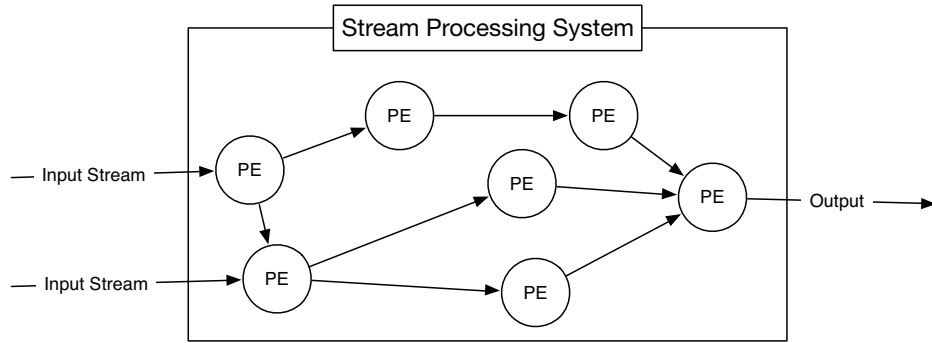 Stream Processing System
PE
PE
PE
Input Stream
PE
PE
Output
Input Stream
PE
PE